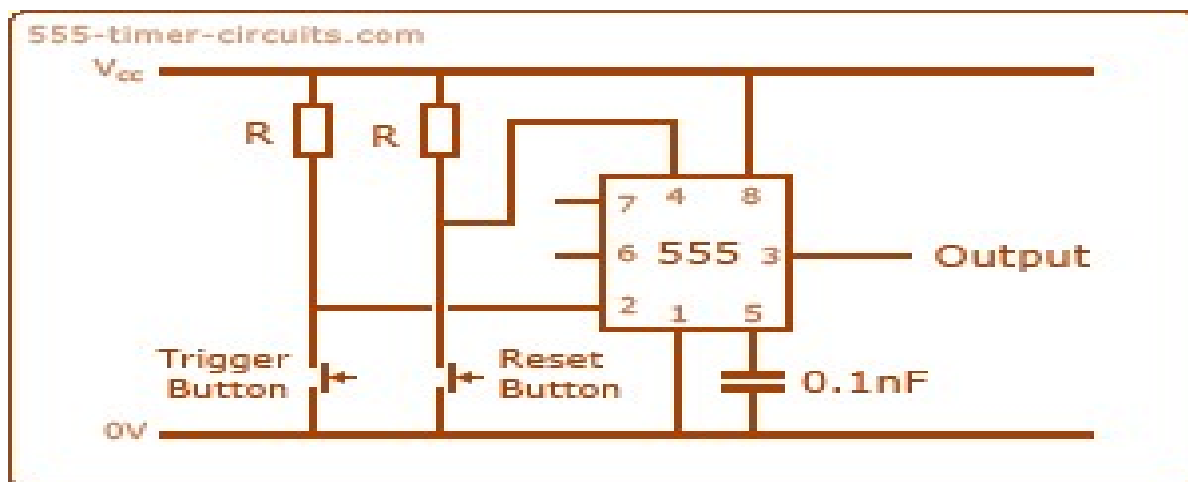 555-timer-circuits.com
Vcc
R
R
7
4
8
6
555
3
Output
2
1
5
Trigger
Button
Reset
Button
0.1nF
0V